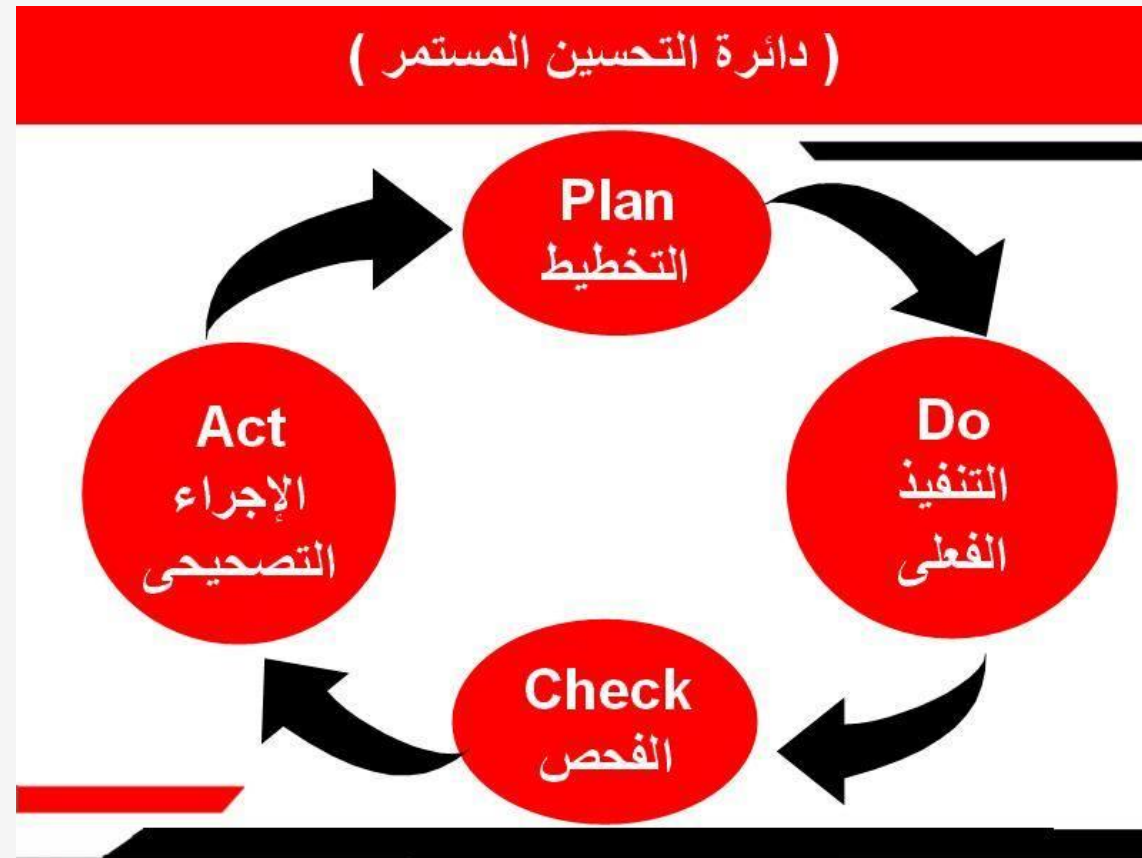 ( دائرة التحسين المستمر )
Plan
التخطيط
Do
التنفيذ
الفعلى
Check
الفحص
Act
الإجراء
التصحيحى